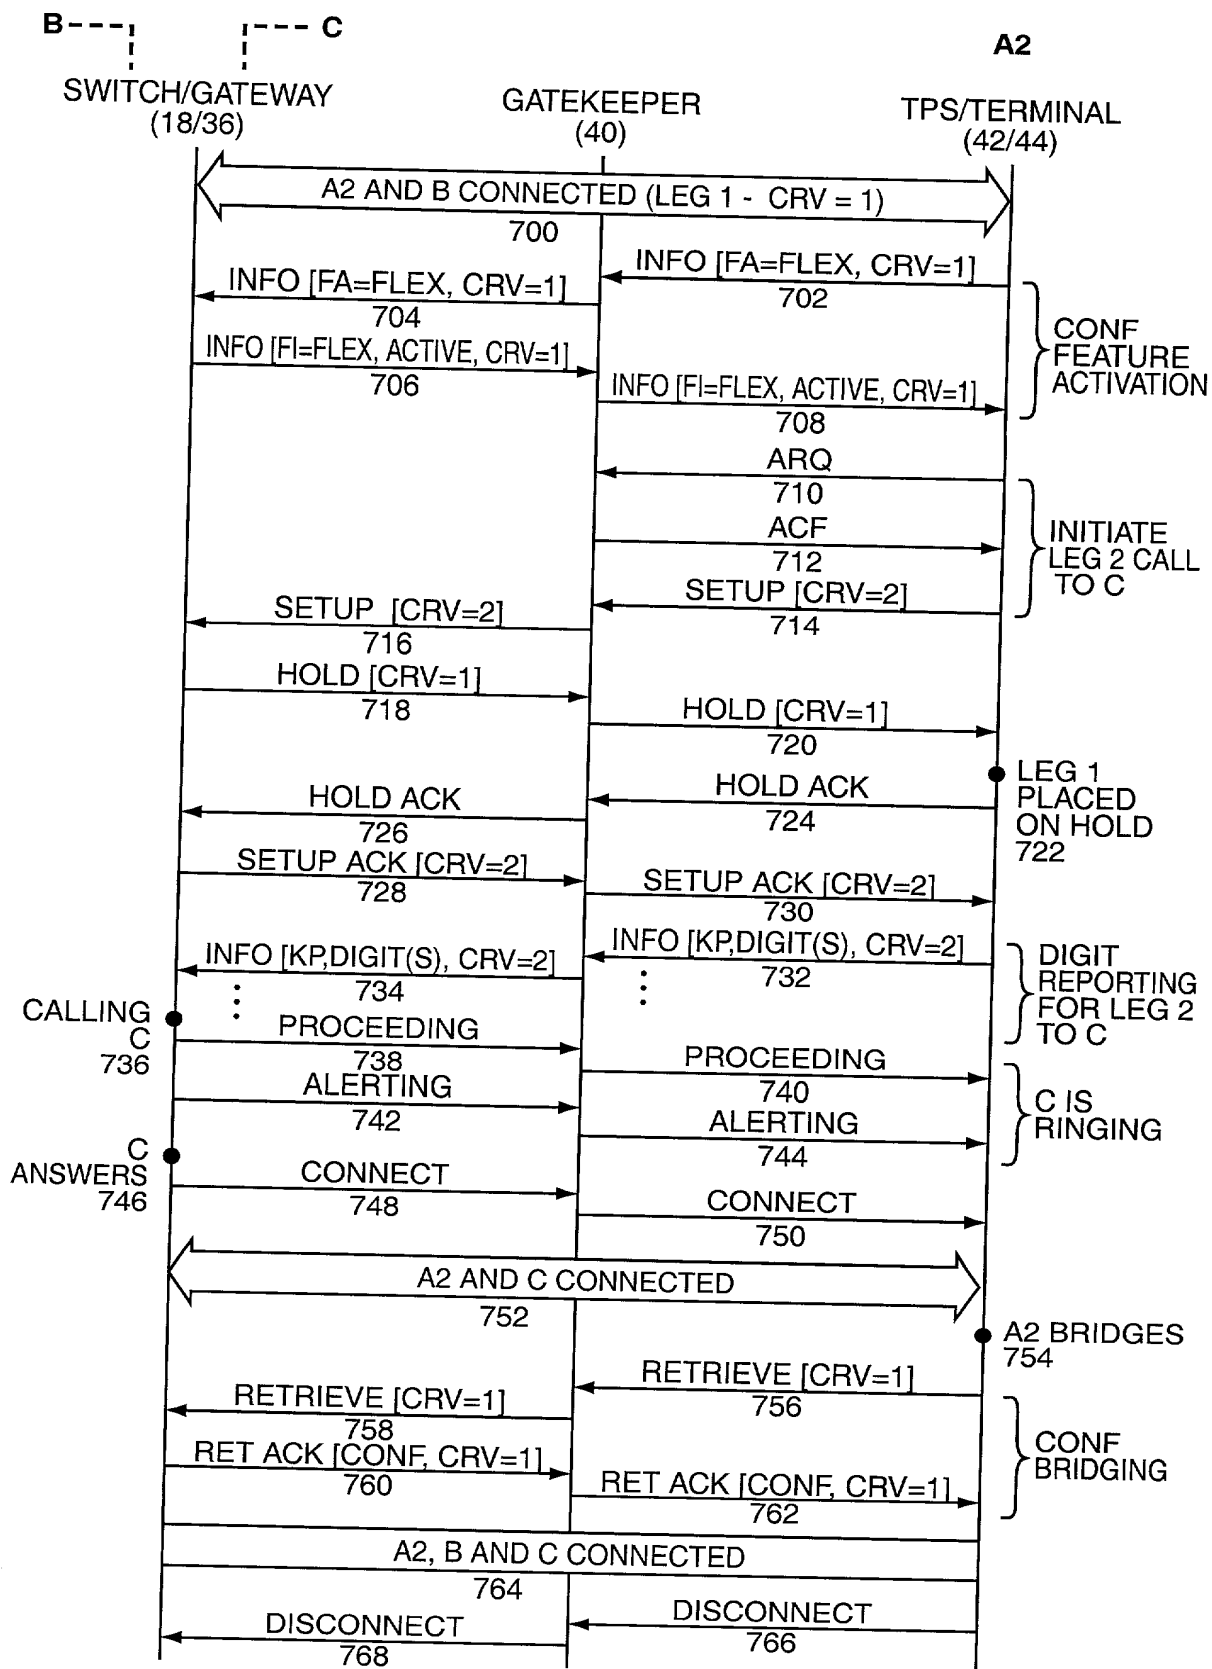 B C
A2
SWITCH/GATEWAY
(18/36)
GATEKEEPER
(40)
TPS/TERMINAL
(42/44)
A2 AND B CONNECTED (LEG 1 - CRV = 1)
700
INFO [FA=FLEX, CRV=1]
702
INFO [FA=FLEX, CRV=1]
704
CONF
FEATURE
ACTIVATION
INFO [FI=FLEX, ACTIVE, CRV=1]
706
INFO [FI=FLEX, ACTIVE, CRV=1]
708
ARQ
710
ACF
712
INITIATE
LEG 2 CALL
TO C
SETUP [CRV=2]
714
SETUP [CRV=2]
716
HOLD [CRV=1]
718
HOLD [CRV=1]
720
LEG 1
PLACED
ON HOLD
722
HOLD ACK
724
HOLD ACK
726
SETUP ACK [CRV=2]
728
SETUP ACK [CRV=2]
730
INFO [KP,DIGIT(S), CRV=2]
732
INFO [KP,DIGIT(S), CRV=2]
734
DIGIT
REPORTING
FOR LEG 2
TO C
CALLING
C
736
PROCEEDING
738
PROCEEDING
740
ALERTING
742
ALERTING
744
C IS
RINGING
C
ANSWERS
746
CONNECT
748
CONNECT
750
A2 AND C CONNECTED
752
A2 BRIDGES
754
RETRIEVE [CRV=1]
756
RETRIEVE [CRV=1]
758
RET ACK [CONF, CRV=1]
760
RET ACK [CONF, CRV=1]
762
CONF
BRIDGING
A2, B AND C CONNECTED
764
DISCONNECT
766
DISCONNECT
768